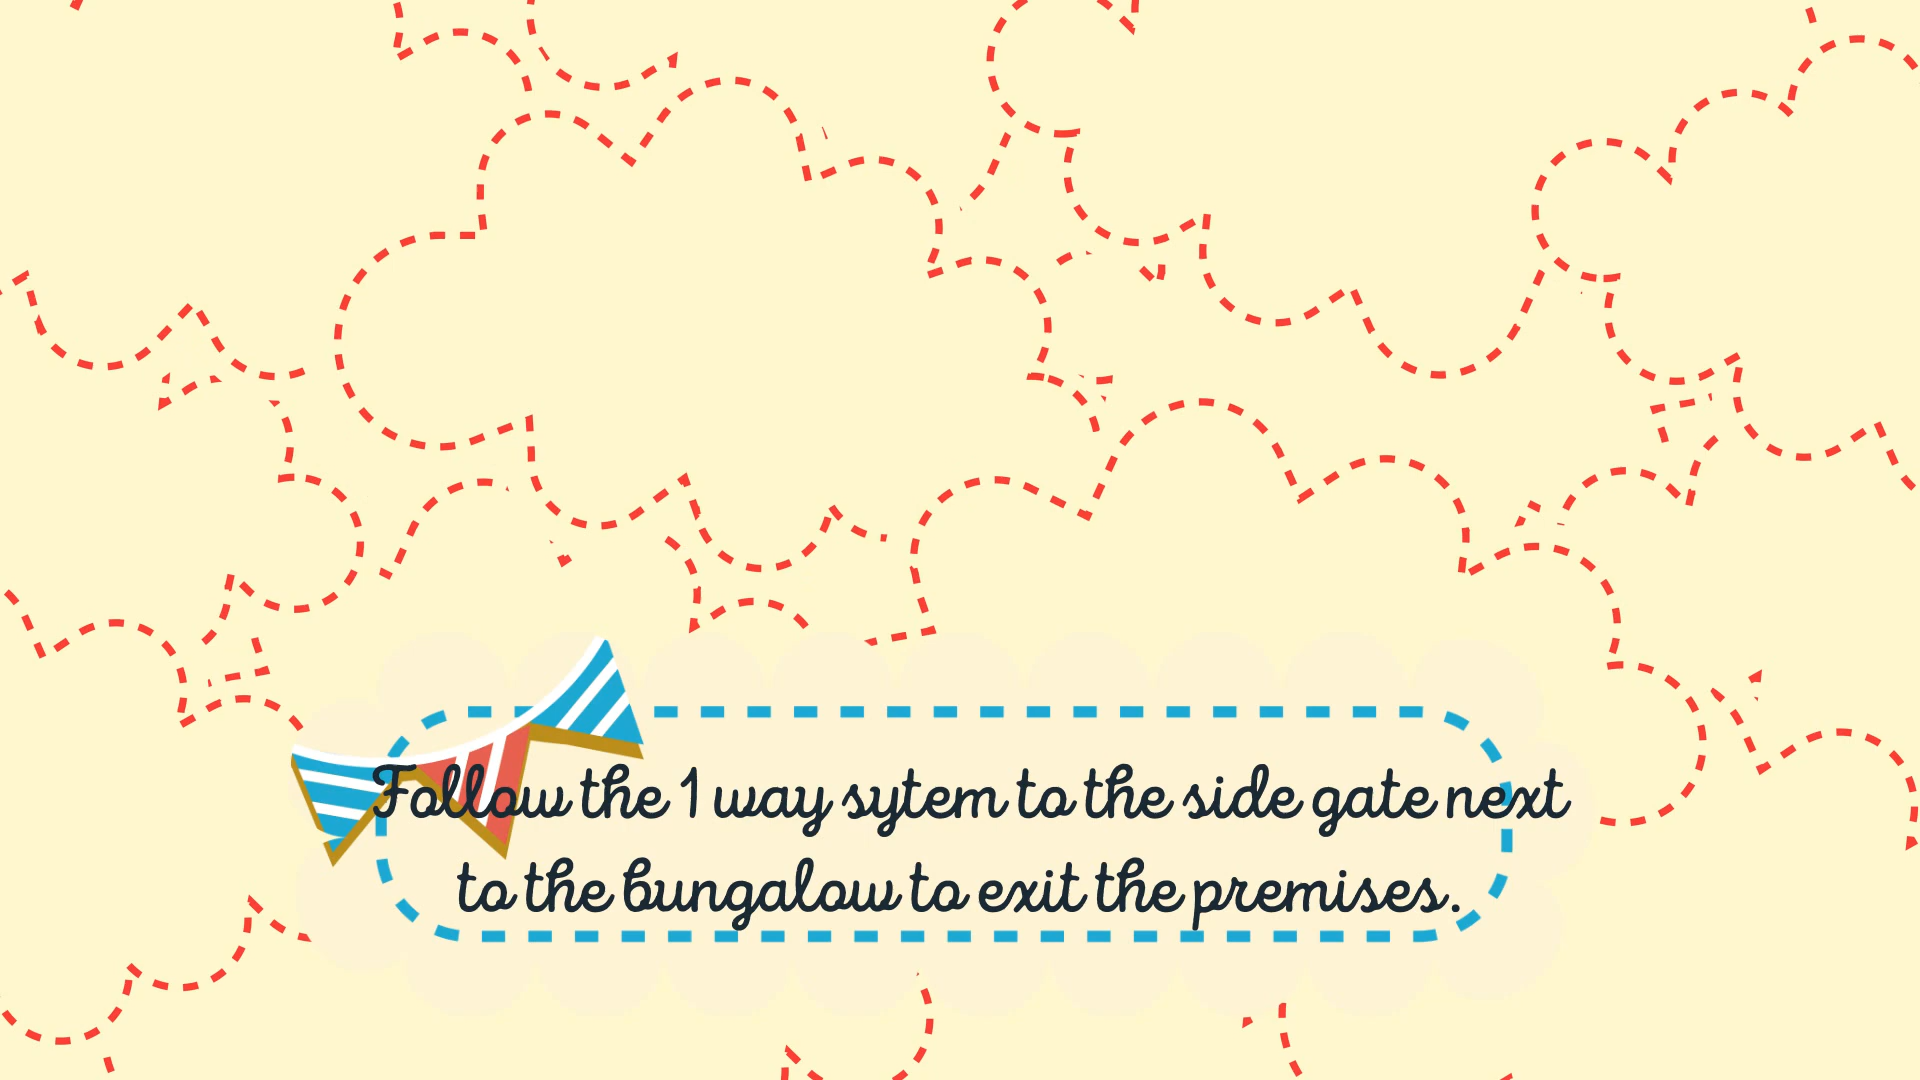 Follow the 1 way sytem to the side gate next
to the bungalow to exit the premises.